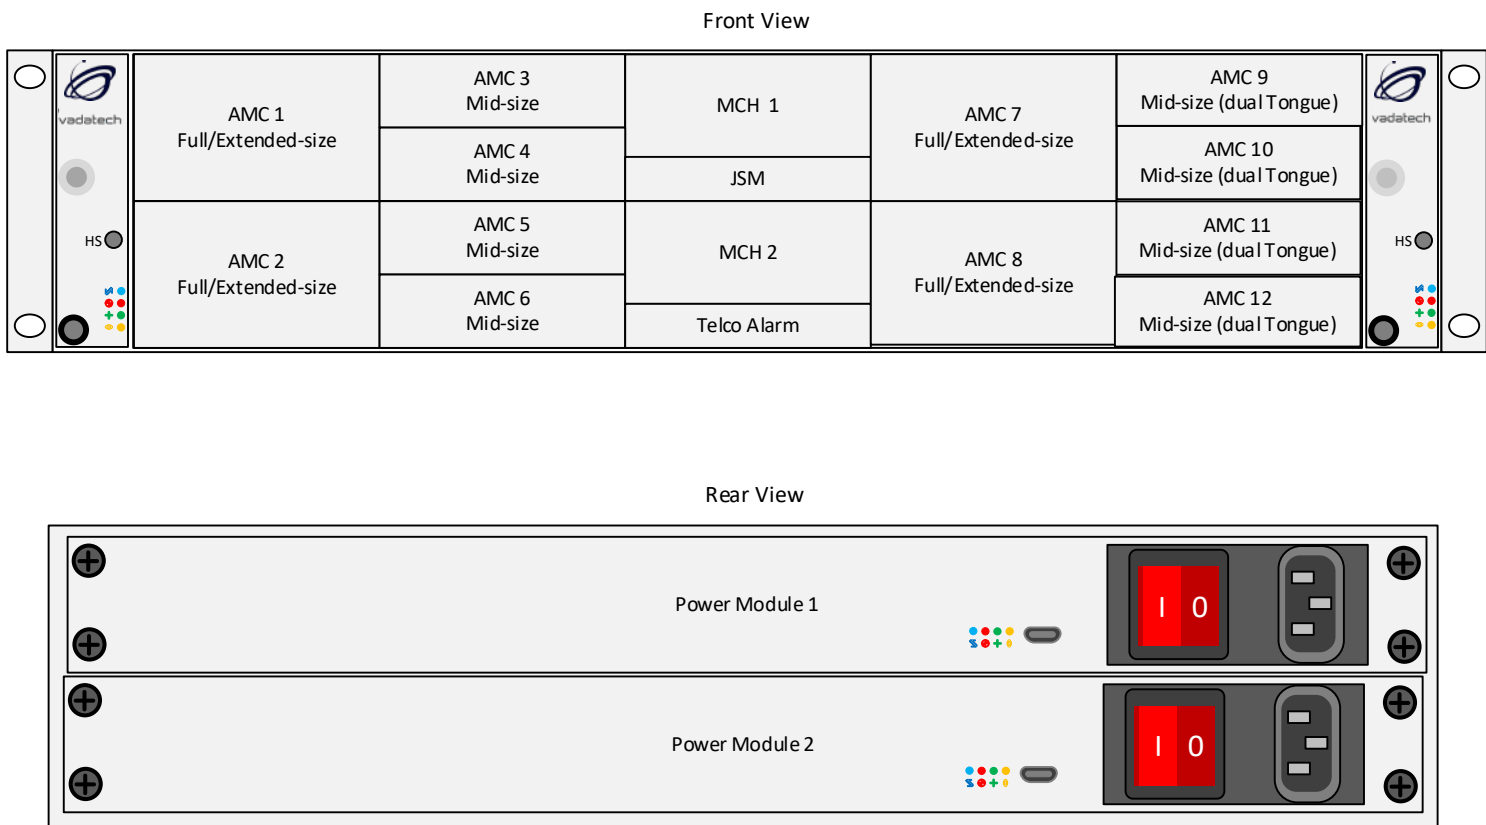 Front View
vadatech
HS
AMC 1
Full/Extended-size
AMC 2
Full/Extended-size
AMC 3
Mid-size
AMC 4
Mid-size
AMC 5
Mid-size
AMC 6
Mid-size
MCH 1
JSM
MCH 2
Telco Alarm
AMC 7
Full/Extended-size
AMC 8
Full/Extended-size
AMC 9
Mid-size (dual Tongue)
AMC 10
Mid-size (dual Tongue)
AMC 11
Mid-size (dual Tongue)
AMC 12
Mid-size (dual Tongue)
vadatech
HS
Rear View
Power Module 1
I 0
Power Module 2
I 0